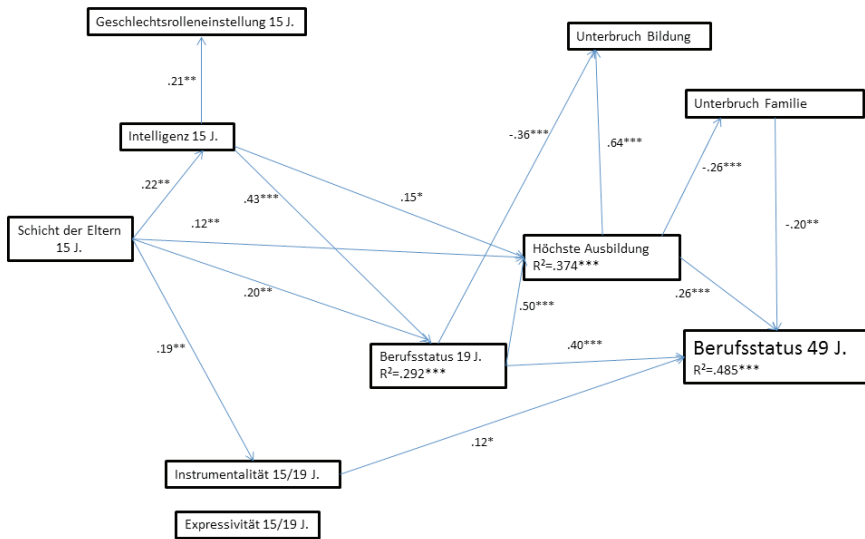 Geschlechtsrolleneinstellung 15 J.
Unterbruch Bildung
.21**
Unterbruch Familie
Intelligenz 15 J.
-.36***
.64***
-.26***
.22**
.43***
.15*
Schicht der Eltern
15 J.
.12**
-.20**
Höchste Ausbildung
R²=.374***
.20**
.26***
.50***
.19**
Berufsstatus 19 J.
R²=.292***
.40***
Berufsstatus 49 J.
R²=.485***
.12*
Instrumentalität 15/19 J.
Expressivität 15/19 J.